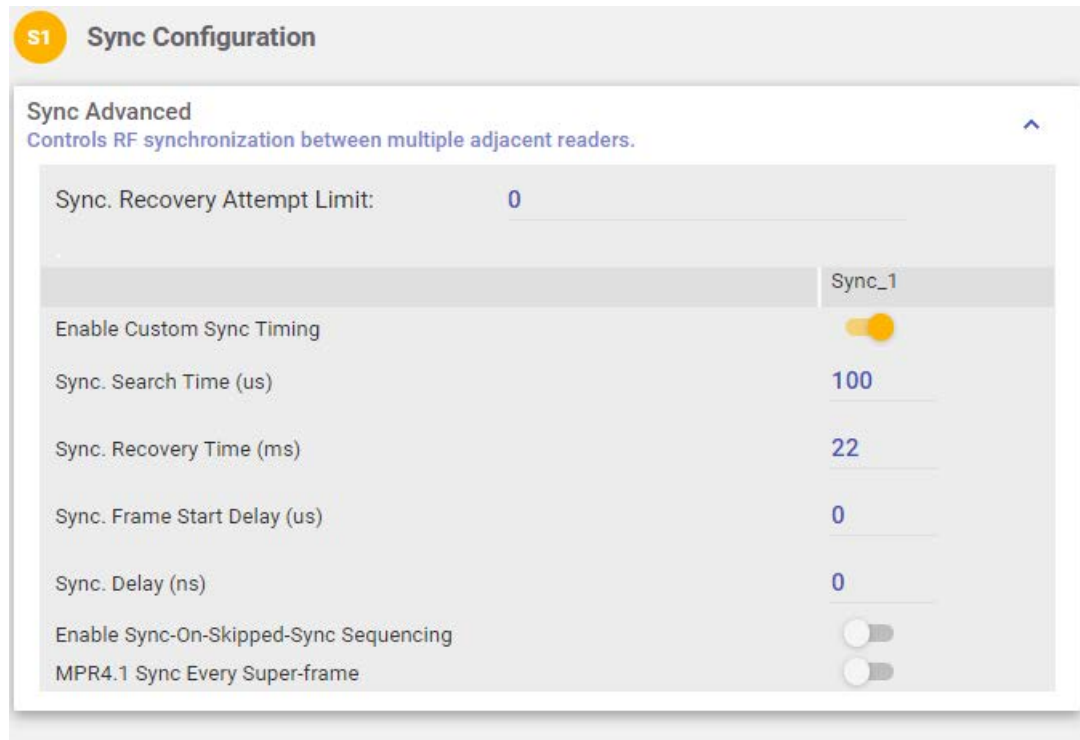 S1 Sync Configuration
Sync Advanced
Controls RF synchronization between multiple adjacent readers.
Sync. Recovery Attempt Limit: 0
Sync_1
Enable Custom Sync Timing
Sync. Search Time (us) 100
Sync. Recovery Time (ms) 22
Sync. Frame Start Delay (us) 0
Sync. Delay (ns) 0
Enable Sync-On-Skipped-Sync Sequencing
MPR4.1 Sync Every Super-frame